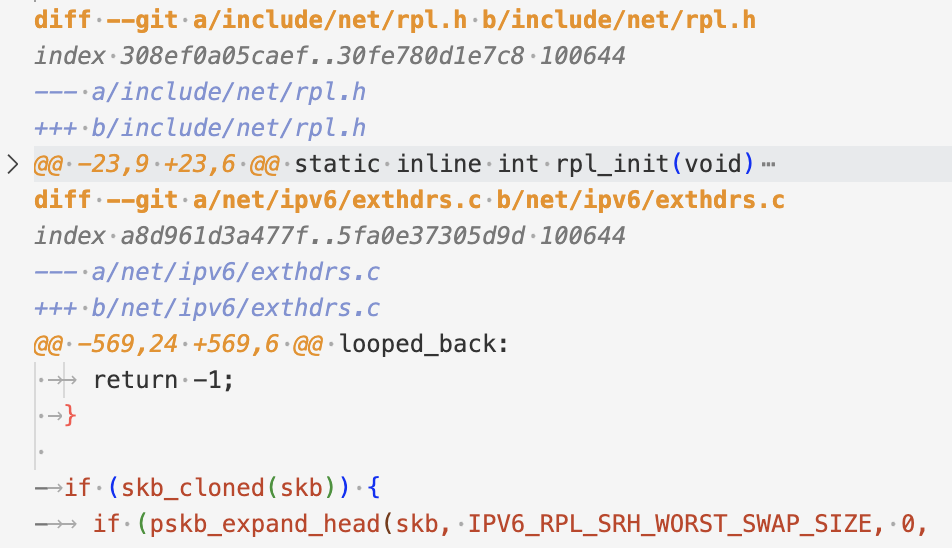 diff --git a/include/net/rpl.h b/include/net/rpl.h
index 308ef0a05caef..30fe780d1e7c8 100644
--- a/include/net/rpl.h
+++ b/include/net/rpl.h
@@ -23,9 +23,6 @@ static inline int rpl_init(void) ⋯
diff --git a/net/ipv6/exthdrs.c b/net/ipv6/exthdrs.c
index a8d961d3a477f..5fa0e37305d9d 100644
--- a/net/ipv6/exthdrs.c
+++ b/net/ipv6/exthdrs.c
@@ -569,24 +569,6 @@ looped_back:
 		return -1;
 	}
 
-	if (skb_cloned(skb)) {
-		if (pskb_expand_head(skb, IPV6_RPL_SRH_WORST_SWAP_SIZE, 0,